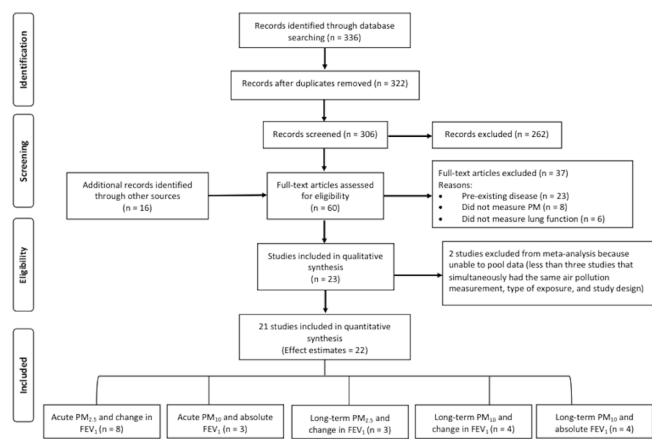 Identification
Records identified through database
searching (n = 336)
Records after duplicates removed (n = 322)
Screening
Records screened (n = 306)
Records excluded (n = 262)
Additional records identified
through other sources
(n = 16)
Full-text articles assessed
for eligibility
(n = 60)
Full-text articles excluded (n = 37)
Reasons:
• Pre-existing disease (n = 23)
• Did not measure PM (n = 8)
• Did not measure lung function (n = 6)
Eligibility
Studies included in qualitative
synthesis
(n = 23)
2 studies excluded from meta-analysis because
unable to pool data (less than three studies that
simultaneously had the same air pollution
measurement, type of exposure, and study design)
Included
21 studies included in quantitative
synthesis
(Effect estimates = 22)
Acute PM2.5 and change in
FEV1 (n = 8)
Acute PM10 and absolute
FEV1 (n = 3)
Long-term PM2.5 and
change in FEV1 (n = 3)
Long-term PM10 and
change in FEV1 (n = 4)
Long-term PM10 and
absolute FEV1 (n = 4)